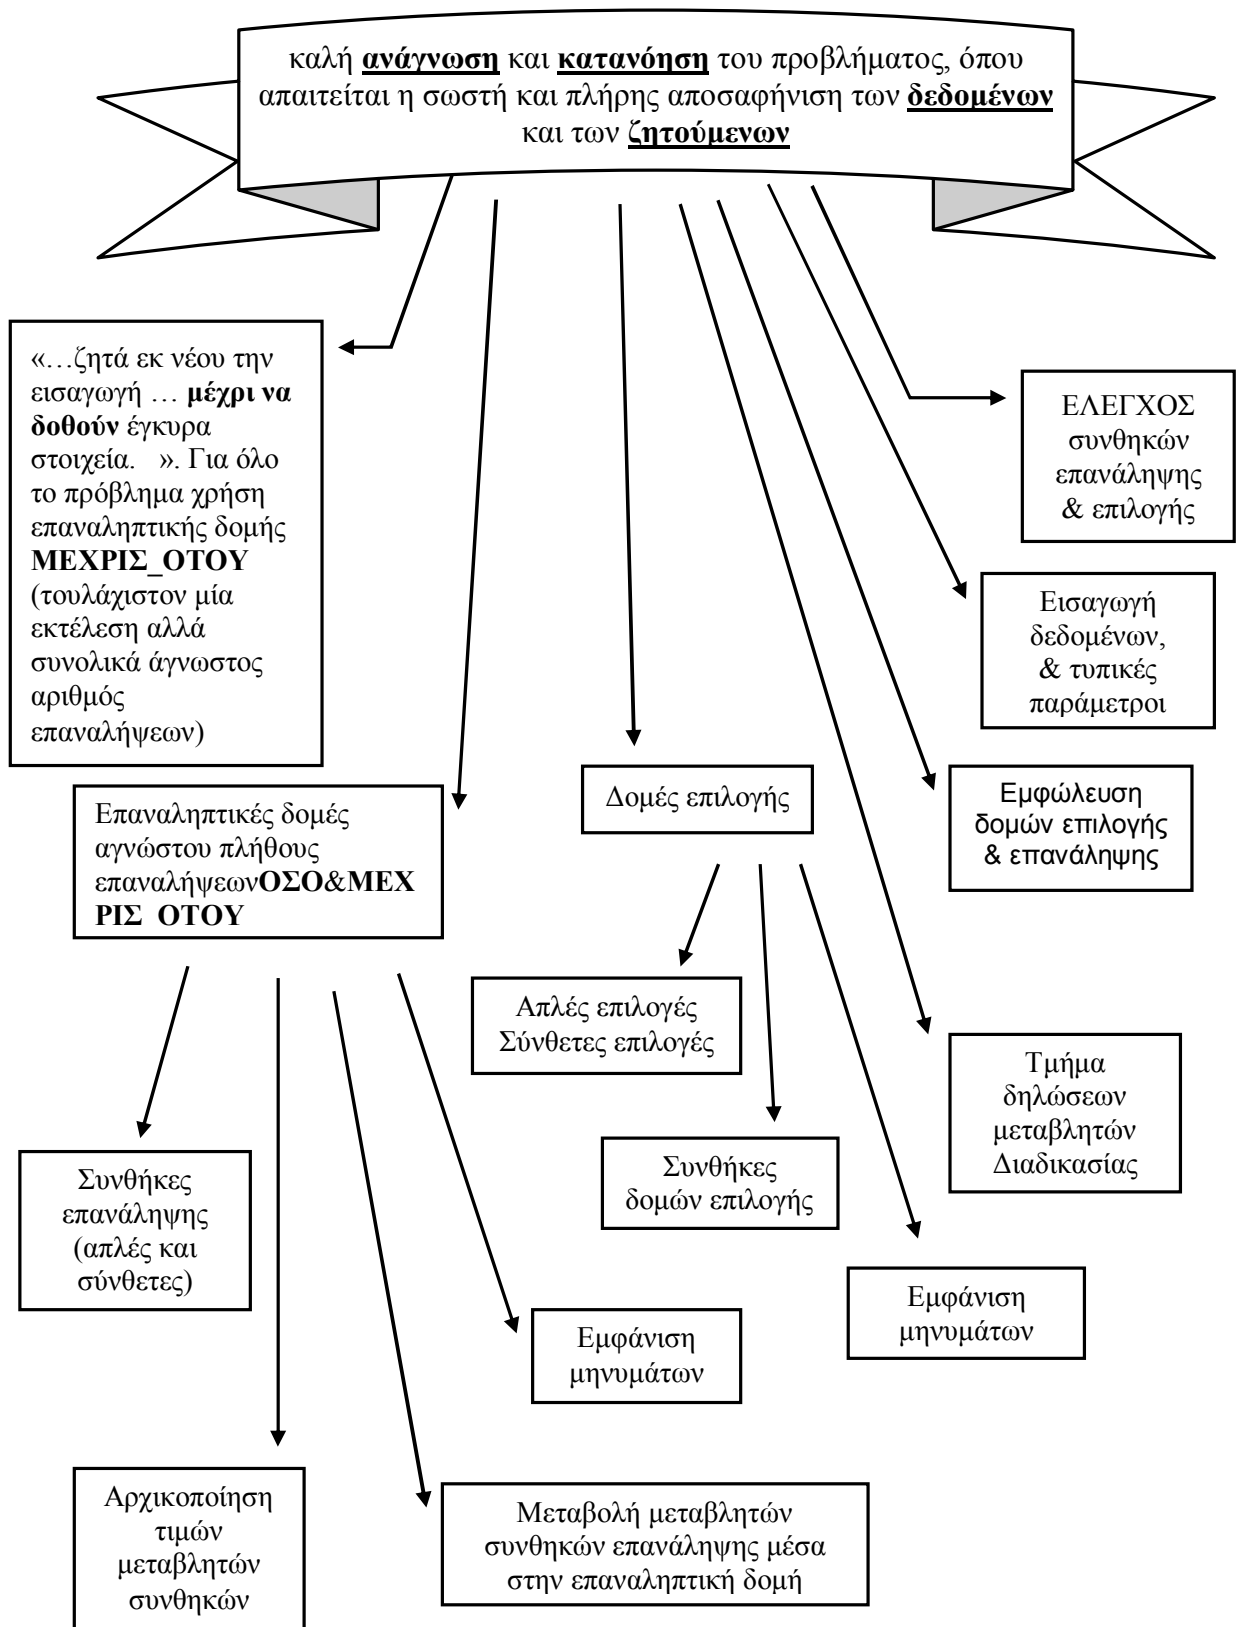 καλή ανάγνωση και κατανόηση του προβλήματος, όπου
απαιτείται η σωστή και πλήρης αποσαφήνιση των δεδομένων
και των ζητούμενων
«…ζητά εκ νέου την
εισαγωγή … μέχρι να
δοθούν έγκυρα
στοιχεία. ». Για όλο
το πρόβλημα χρήση
επαναληπτικής δομής
ΜΕΧΡΙΣ_ΟΤΟΥ
(τουλάχιστον μία
εκτέλεση αλλά
συνολικά άγνωστος
αριθμός
επαναλήψεων)
ΕΛΕΓΧΟΣ
συνθηκών
επανάληψης
& επιλογής
Εισαγωγή
δεδομένων,
& τυπικές
παράμετροι
Επαναληπτικές δομές
αγνώστου πλήθους
επαναλήψεωνΟΣΟ&ΜΕΧ
ΡΙΣ_ΟΤΟΥ
Δομές επιλογής
Εμφώλευση
δομών επιλογής
& επανάληψης
Απλές επιλογές
Σύνθετες επιλογές
Τμήμα
δηλώσεων
μεταβλητών
Διαδικασίας
Συνθήκες
επανάληψης
(απλές και
σύνθετες)
Συνθήκες
δομών επιλογής
Εμφάνιση
μηνυμάτων
Εμφάνιση
μηνυμάτων
Αρχικοποίηση
τιμών
μεταβλητών
συνθηκών
Μεταβολή μεταβλητών
συνθηκών επανάληψης μέσα
στην επαναληπτική δομή